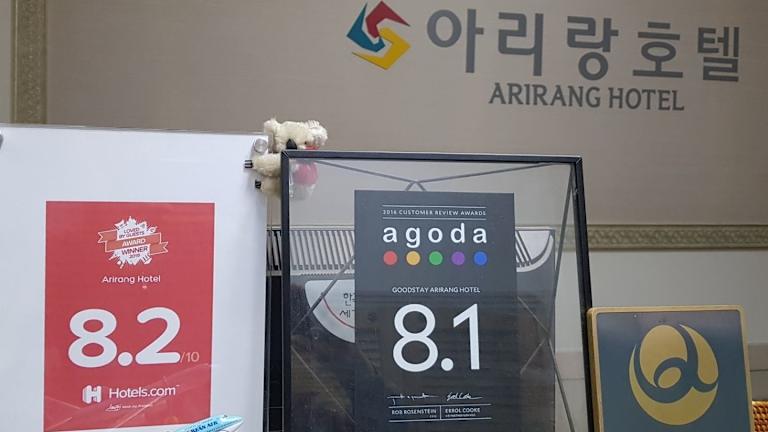 아리랑호텔
ARIRANG HOTEL
LOVED
BY GUESTS
AWARD
WINNER
Arirang Hotel
8.2/10
Hotels.com
2016 CUSTOMER REVIEW AWARDS
agoda
GOODSTAY ARIRANG HOTEL
8.1
ROB ROSENSTEIN
ERROL COOKE